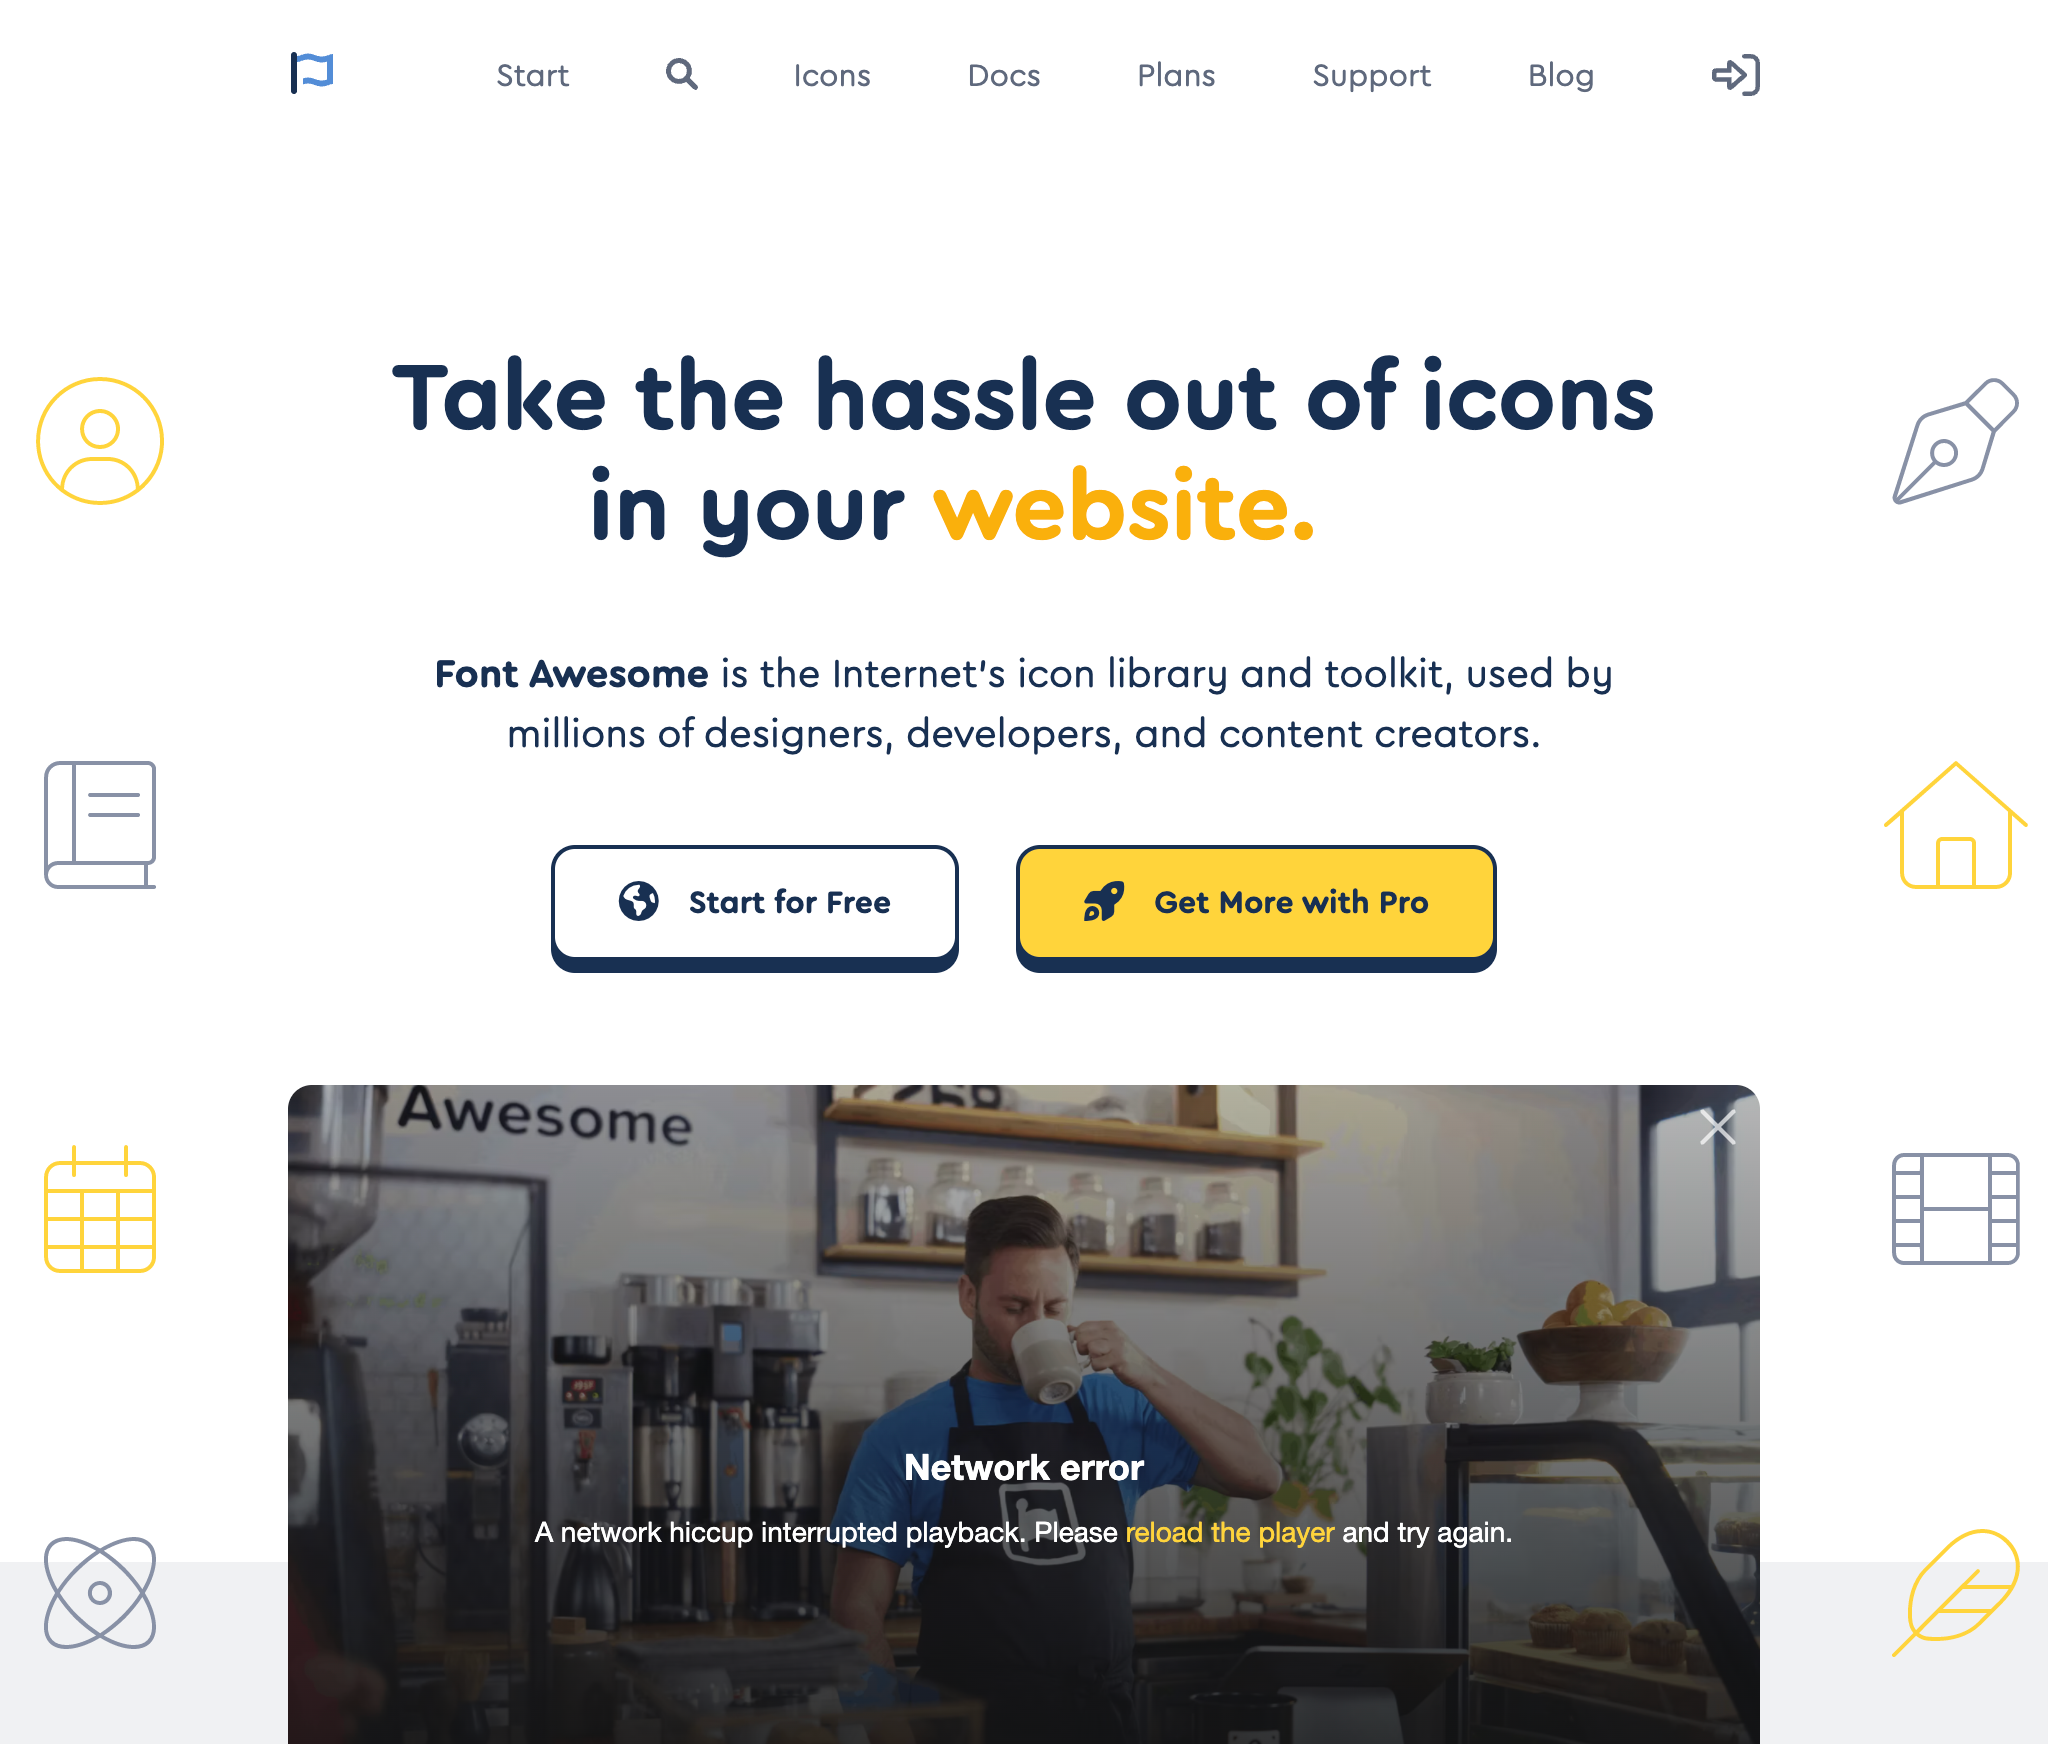 Start Icons Docs Plans Support Blog
Take the hassle out of icons
in your website.
Font Awesome is the Internet's icon library and toolkit, used by
millions of designers, developers, and content creators.
Start for Free Get More with Pro
Awesome
Network error
A network hiccup interrupted playback. Please reload the player and try again.